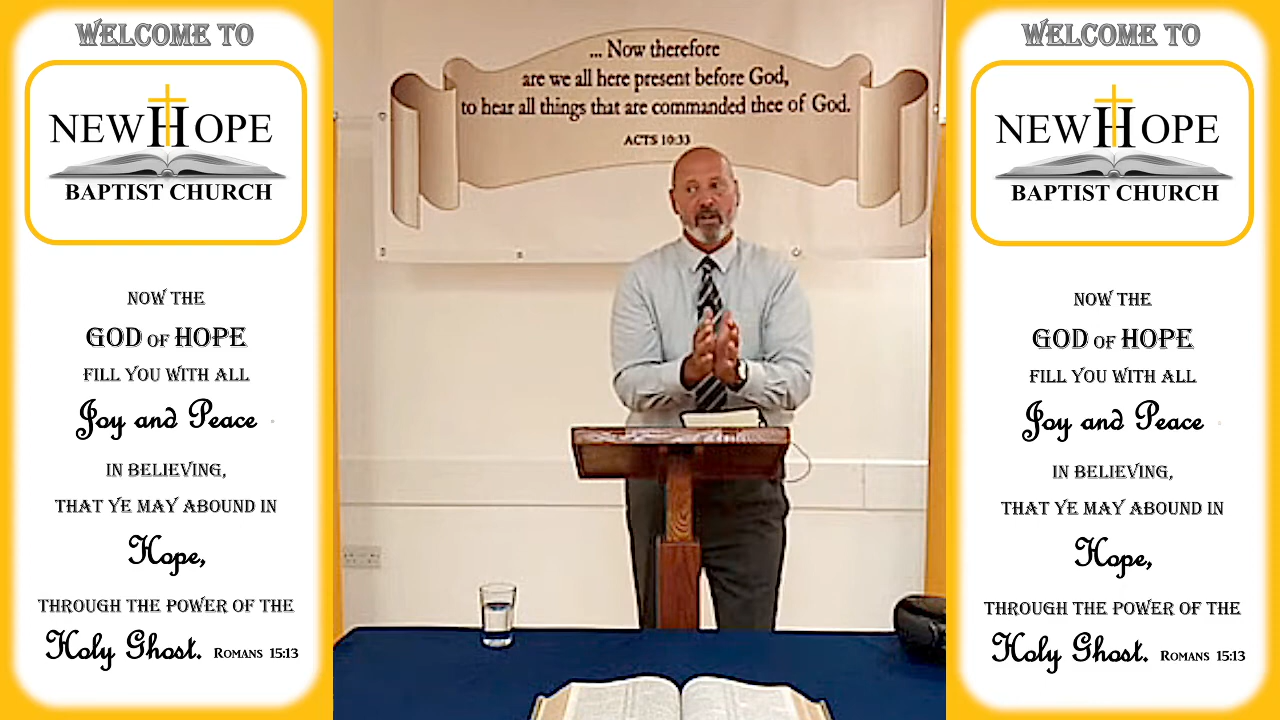 WELCOME TO
NEW HOPE
BAPTIST CHURCH
NOW THE
GOD OF HOPE
FILL YOU WITH ALL
Joy and Peace
IN BELIEVING,
THAT YE MAY ABOUND IN
Hope,
THROUGH THE POWER OF THE
Holy Ghost. ROMANS 15:13
... Now therefore
are we all here present before God,
to hear all things that are commanded thee of God.
ACTS 10:33
WELCOME TO
NEW HOPE
BAPTIST CHURCH
NOW THE
GOD OF HOPE
FILL YOU WITH ALL
Joy and Peace
IN BELIEVING,
THAT YE MAY ABOUND IN
Hope,
THROUGH THE POWER OF THE
Holy Ghost. ROMANS 15:13